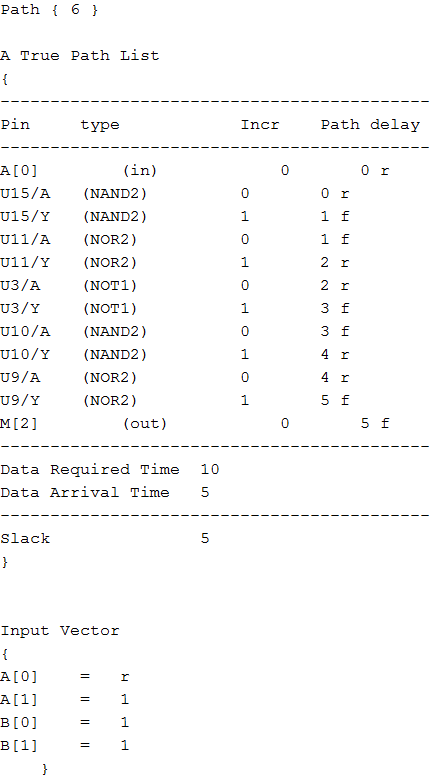 Path { 6 }
A True Path List
{
-------------------------------------------
Pin     type            Incr    Path delay
-------------------------------------------
A[0]        (in)            0       0 r
U15/A   (NAND2)         0       0 r
U15/Y   (NAND2)         1       1 f
U11/A   (NOR2)          0       1 f
U11/Y   (NOR2)          1       2 r
U3/A    (NOT1)          0       2 r
U3/Y    (NOT1)          1       3 f
U10/A   (NAND2)         0       3 f
U10/Y   (NAND2)         1       4 r
U9/A    (NOR2)          0       4 r
U9/Y    (NOR2)          1       5 f
M[2]        (out)           0       5 f
-------------------------------------------
Data Required Time  10
Data Arrival Time   5
-------------------------------------------
Slack               5
}
Input Vector
{
A[0]    =   r
A[1]    =   1
B[0]    =   1
B[1]    =   1
}